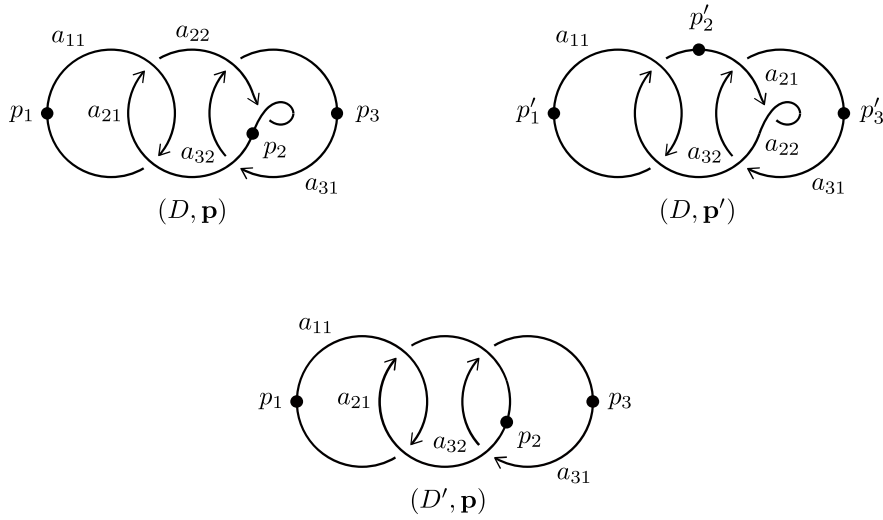 a₁₁ a₂₂
p₁ a₂₁ a₃₂ p₂ p₃
a₃₁
(D, 𝐩)
a₁₁ p′₂ a₂₁
p′₁ a₃₂ a₂₂ p′₃
a₃₁
(D, 𝐩′)
a₁₁
p₁ a₂₁ a₃₂ p₂ p₃
a₃₁
(D′, 𝐩)